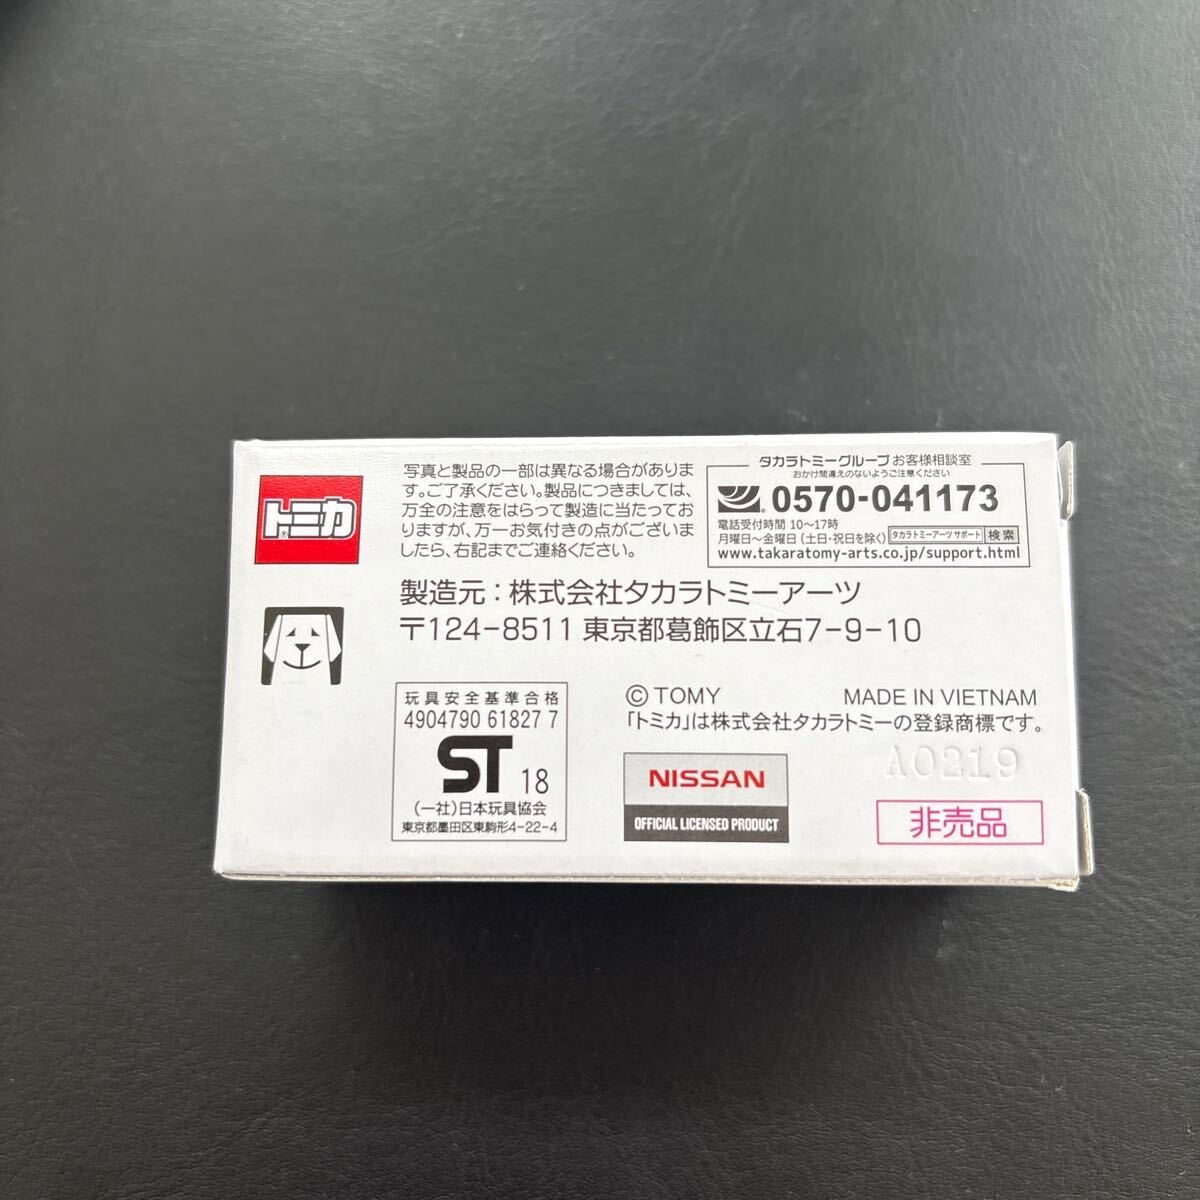 トミカ
写真と製品の一部は異なる場合がありま
す。ご了承ください。製品につきましては、
万全の注意をはらって製造に当たってお
りますが、万一お気付きの点がございま
したら、右記までご連絡ください。
タカラトミーグループ お客様相談室
おかけ間違えのないようご注意ください
0570-041173
電話受付時間 10〜17時
月曜日〜金曜日 (土日・祝日を除く) タカラトミーアーツ サポート 検索
www.takaratomy-arts.co.jp/support.html
製造元：株式会社タカラトミーアーツ
〒124-8511 東京都葛飾区立石7-9-10
玩具安全基準合格
4904790 61827 7
ST 18
(一社)日本玩具協会
東京都墨田区東駒形4-22-4
© TOMY MADE IN VIETNAM
「トミカ」は株式会社タカラトミーの登録商標です。
A0219
NISSAN
OFFICIAL LICENSED PRODUCT
非売品